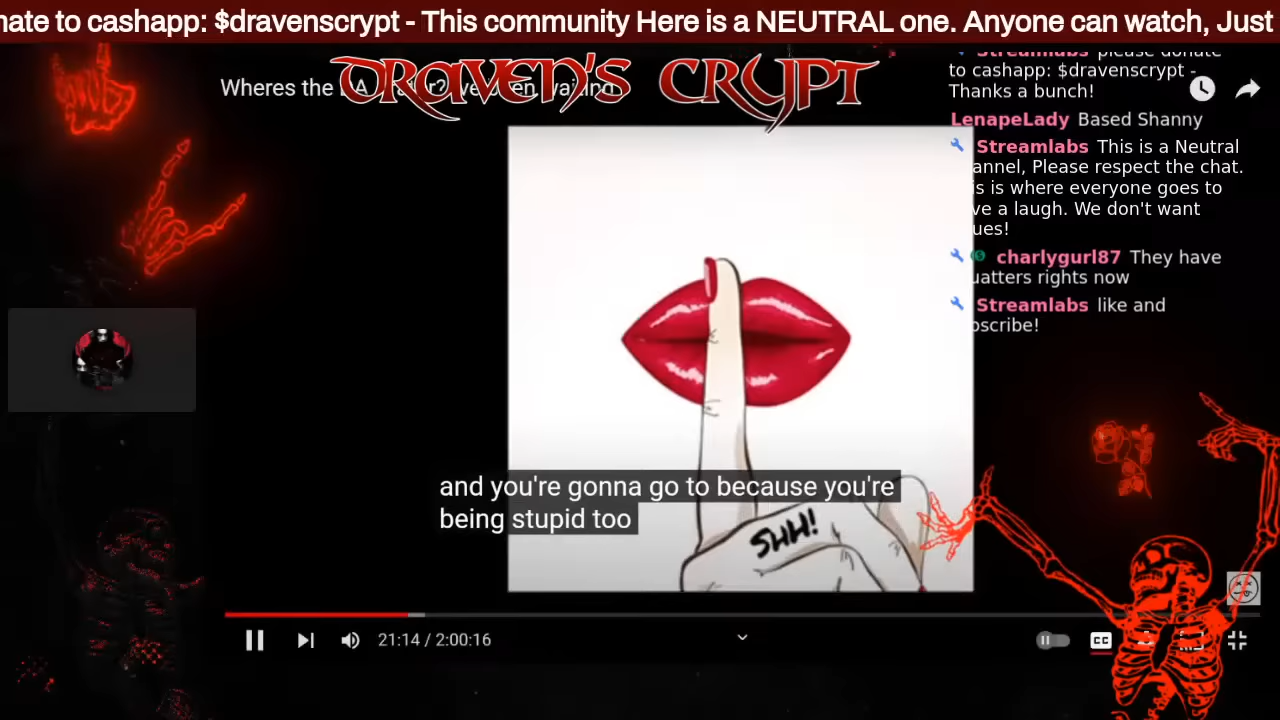 nate to cashapp: $dravenscrypt - This community Here is a NEUTRAL one. Anyone can watch, Just
DRAVEN'S CRYPT
Wheres the
Streamlabs please donate
to cashapp: $dravenscrypt -
Thanks a bunch!
LenapeLady Based Shanny
Streamlabs This is a Neutral
annel, Please respect the chat.
is is where everyone goes to
ve a laugh. We don't want
ues!
charlygurl87 They have
uatters right now
Streamlabs like and
bscribe!
and you're gonna go to because you're
being stupid too
SHH!
21:14 / 2:00:16
CC